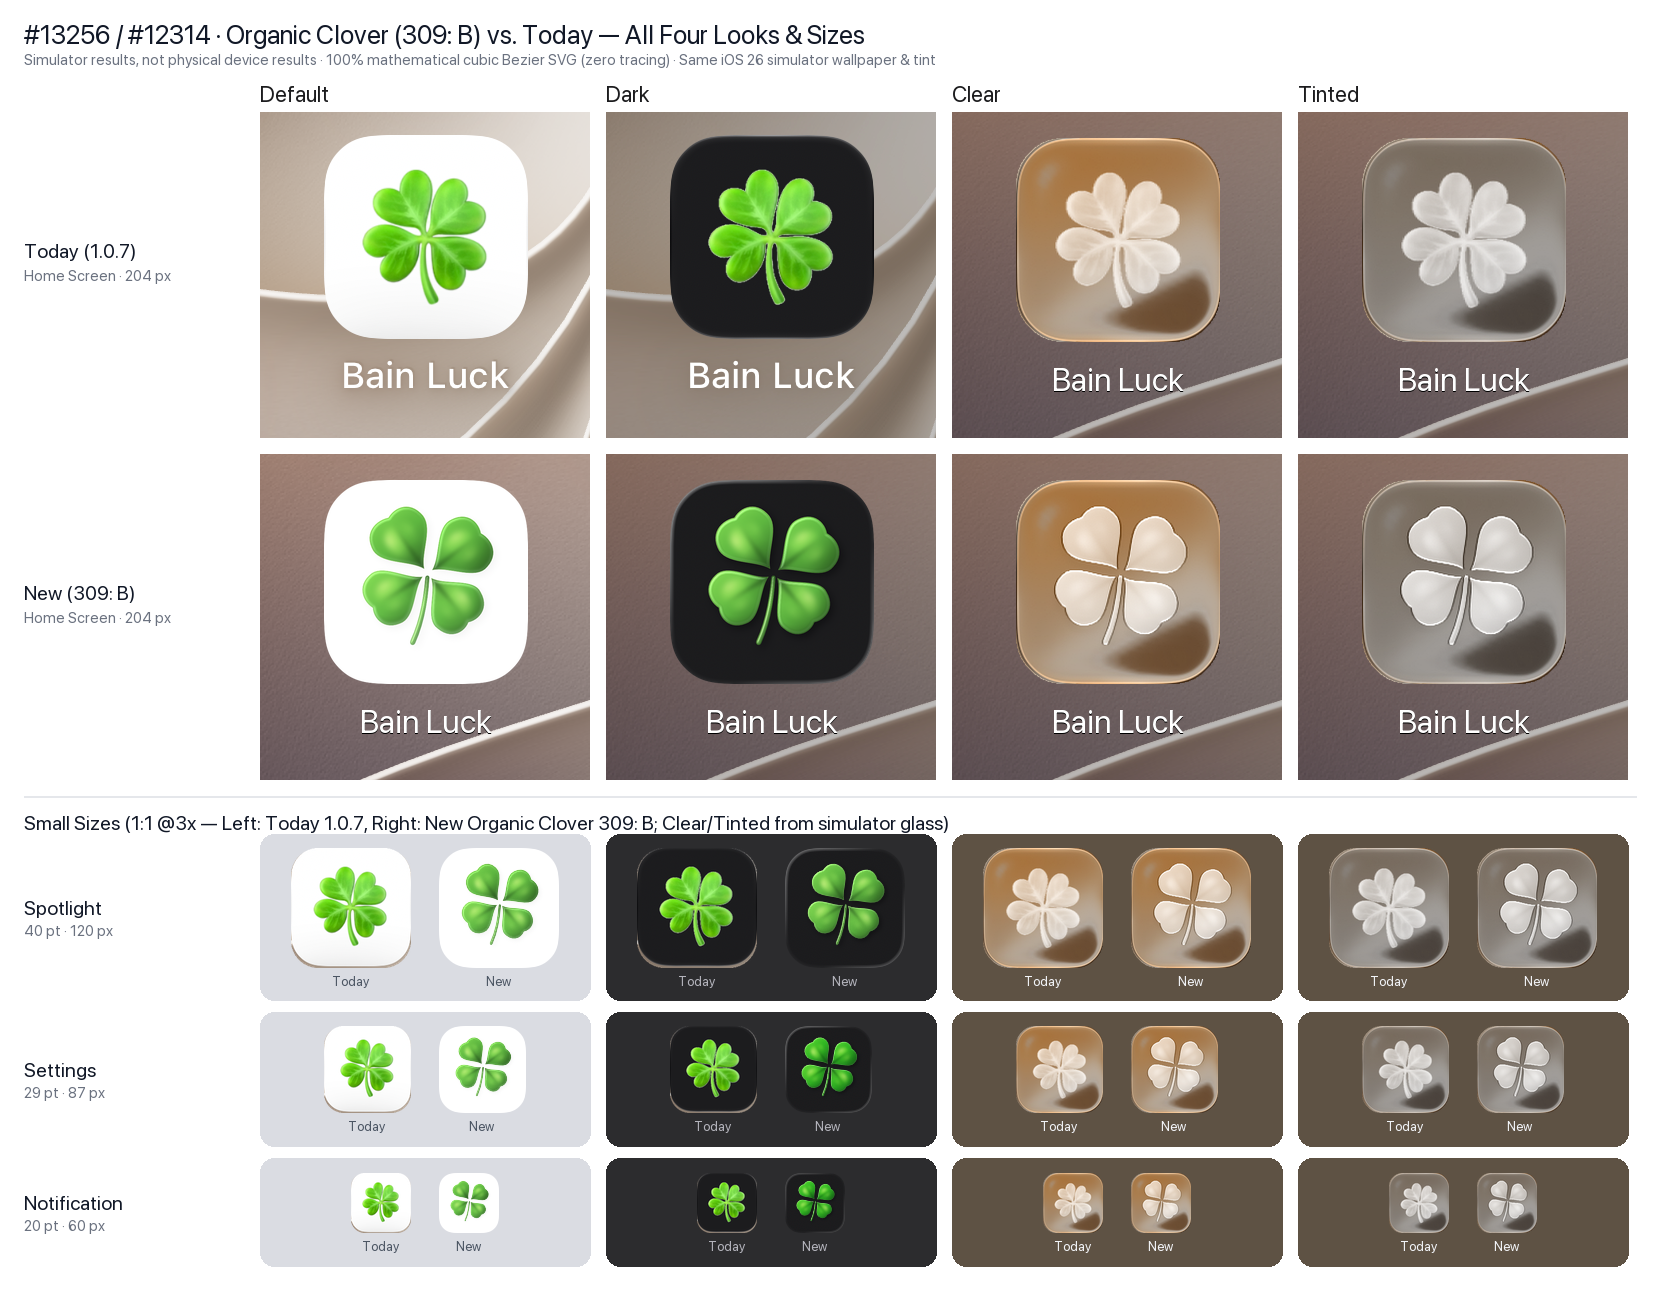 #13256 / #12314 · Organic Clover (309: B) vs. Today — All Four Looks & Sizes
Simulator results, not physical device results · 100% mathematical cubic Bezier SVG (zero tracing) · Same iOS 26 simulator wallpaper & tint
Default Dark Clear Tinted
Today (1.0.7)
Home Screen · 204 px
Bain Luck Bain Luck Bain Luck Bain Luck
New (309: B)
Home Screen · 204 px
Bain Luck Bain Luck Bain Luck Bain Luck
Small Sizes (1:1 @3x — Left: Today 1.0.7, Right: New Organic Clover 309: B; Clear/Tinted from simulator glass)
Spotlight
40 pt · 120 px
Today New Today New Today New Today New
Settings
29 pt · 87 px
Today New Today New Today New Today New
Notification
20 pt · 60 px
Today New Today New Today New Today New